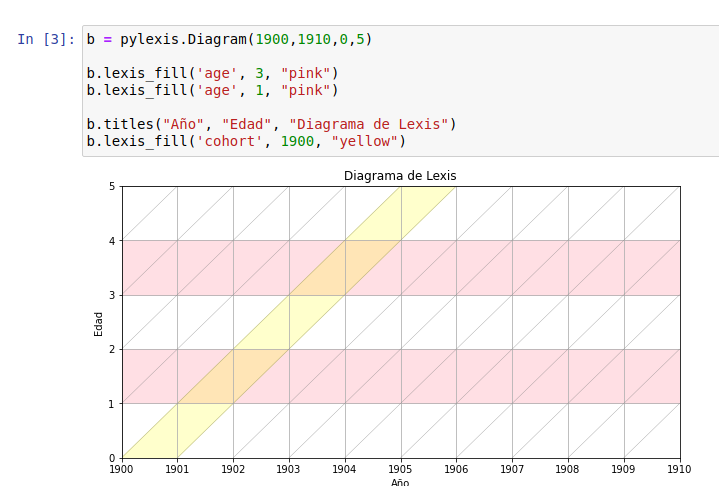 In [3]: b = pylexis.Diagram(1900,1910,0,5)
b.lexis_fill('age', 3, "pink")
b.lexis_fill('age', 1, "pink")
b.titles("Año", "Edad", "Diagrama de Lexis")
b.lexis_fill('cohort', 1900, "yellow")
Diagrama de Lexis
5
4
3
2
1
0
Edad
1900 1901 1902 1903 1904 1905 1906 1907 1908 1909 1910
Año